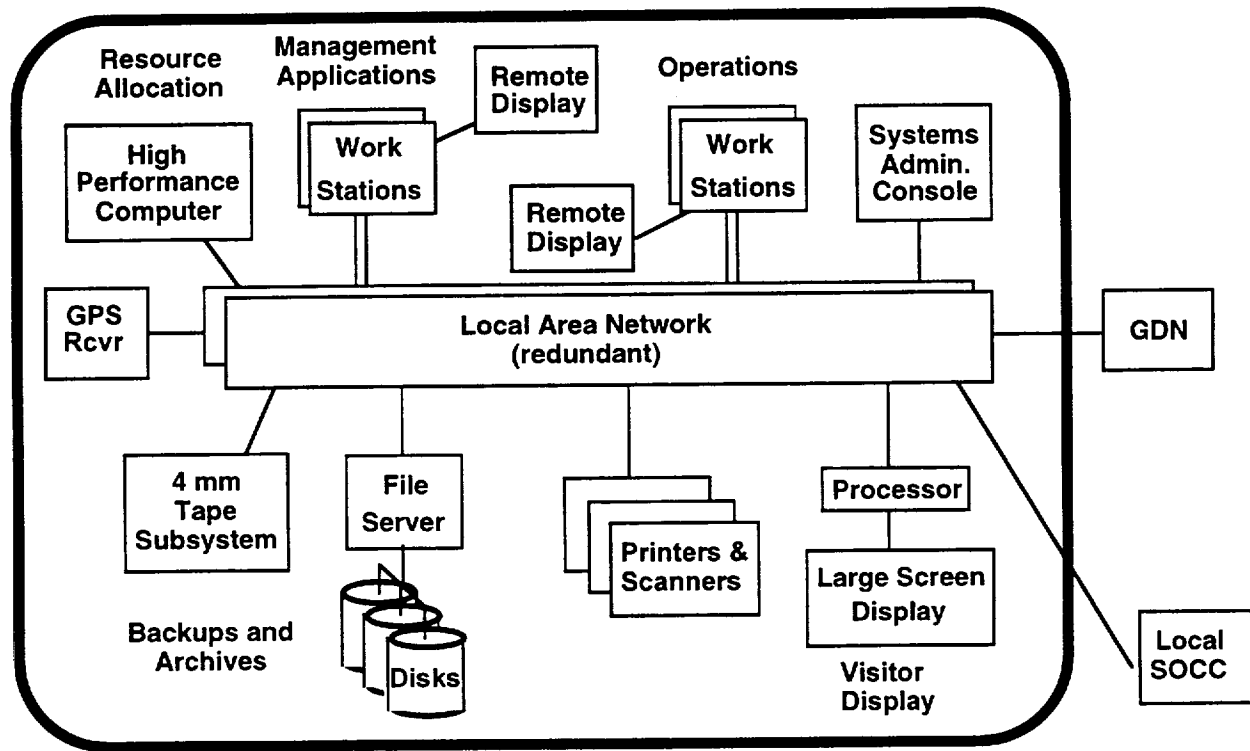 Resource
Allocation
Management
Applications
Remote
Display
Operations
High
Performance
Computer
Work
Stations
Remote
Display
Work
Stations
Systems
Admin.
Console
GPS
Rcvr
Local Area Network
(redundant)
GDN
4 mm
Tape
Subsystem
File
Server
Printers &
Scanners
Processor
Large Screen
Display
Backups and
Archives
Disks
Visitor
Display
Local
SOCC